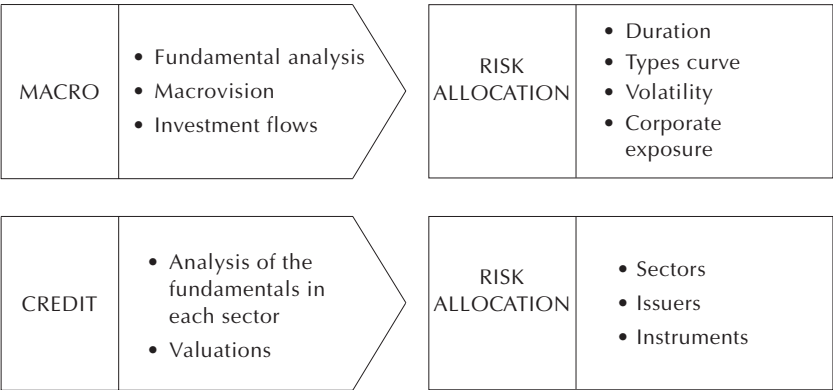 MACRO
• Fundamental analysis
• Macrovision
• Investment flows
RISK
ALLOCATION
• Duration
• Types curve
• Volatility
• Corporate
exposure
CREDIT
• Analysis of the
fundamentals in
each sector
• Valuations
RISK
ALLOCATION
• Sectors
• Issuers
• Instruments